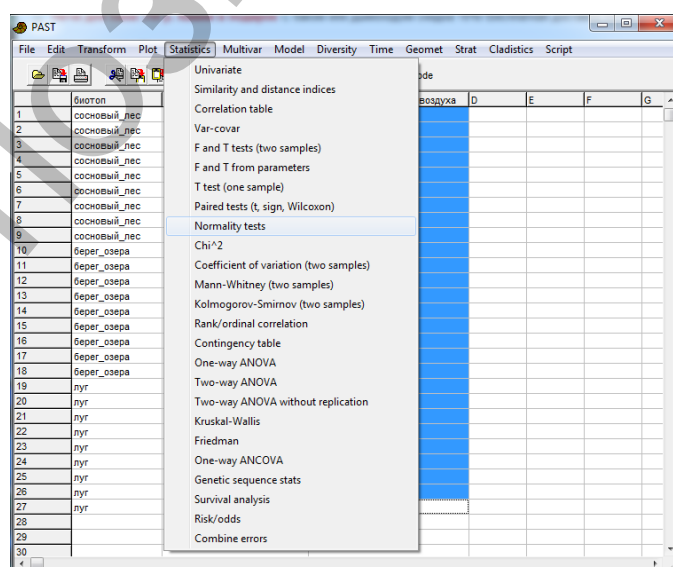 PAST
File Edit Transform Plot Statistics Multivar Model Diversity Time Geomet Strat Cladistics Script
Univariate
Similarity and distance indices
Correlation table
Var-covar
F and T tests (two samples)
F and T from parameters
T test (one sample)
Paired tests (t, sign, Wilcoxon)
Normality tests
Chi^2
Coefficient of variation (two samples)
Mann-Whitney (two samples)
Kolmogorov-Smirnov (two samples)
Rank/ordinal correlation
Contingency table
One-way ANOVA
Two-way ANOVA
Two-way ANOVA without replication
Kruskal-Wallis
Friedman
One-way ANCOVA
Genetic sequence stats
Survival analysis
Risk/odds
Combine errors
ode
биотоп воздуха D E F G
1 сосновый_лес
2 сосновый_лес
3 сосновый_лес
4 сосновый_лес
5 сосновый_лес
6 сосновый_лес
7 сосновый_лес
8 сосновый_лес
9 сосновый_лес
10 берег_озера
11 берег_озера
12 берег_озера
13 берег_озера
14 берег_озера
15 берег_озера
16 берег_озера
17 берег_озера
18 берег_озера
19 луг
20 луг
21 луг
22 луг
23 луг
24 луг
25 луг
26 луг
27 луг
28
29
30